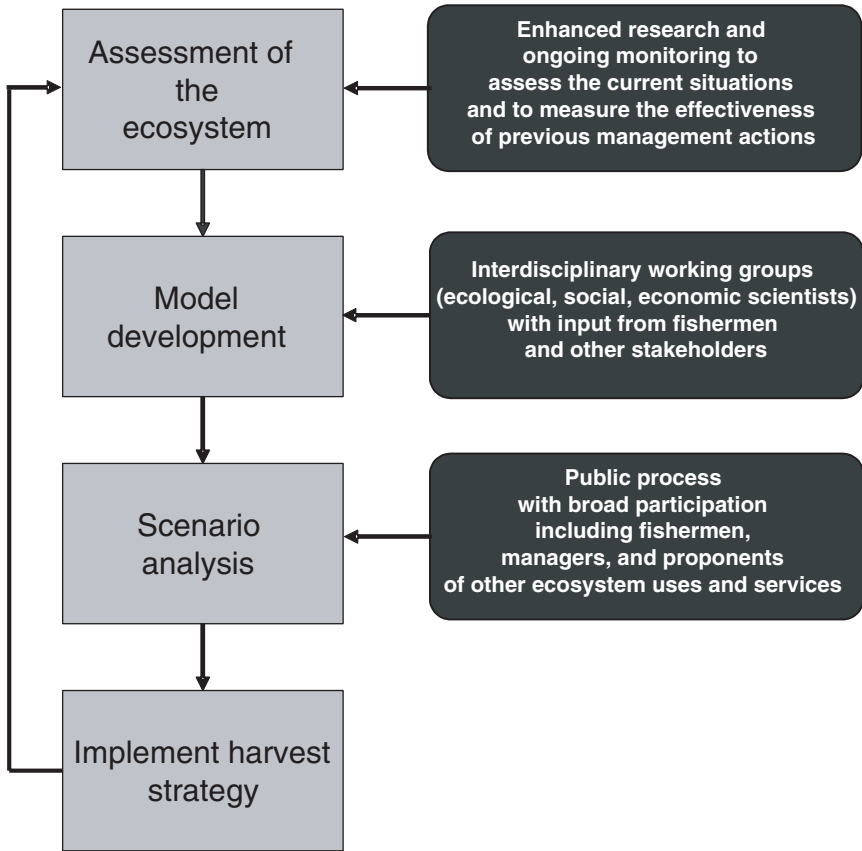 Assessment of
the
ecosystem
Enhanced research and
ongoing monitoring to
assess the current situations
and to measure the effectiveness
of previous management actions
Model
development
Interdisciplinary working groups
(ecological, social, economic scientists)
with input from fishermen
and other stakeholders
Scenario
analysis
Public process
with broad participation
including fishermen,
managers, and proponents
of other ecosystem uses and services
Implement harvest
strategy